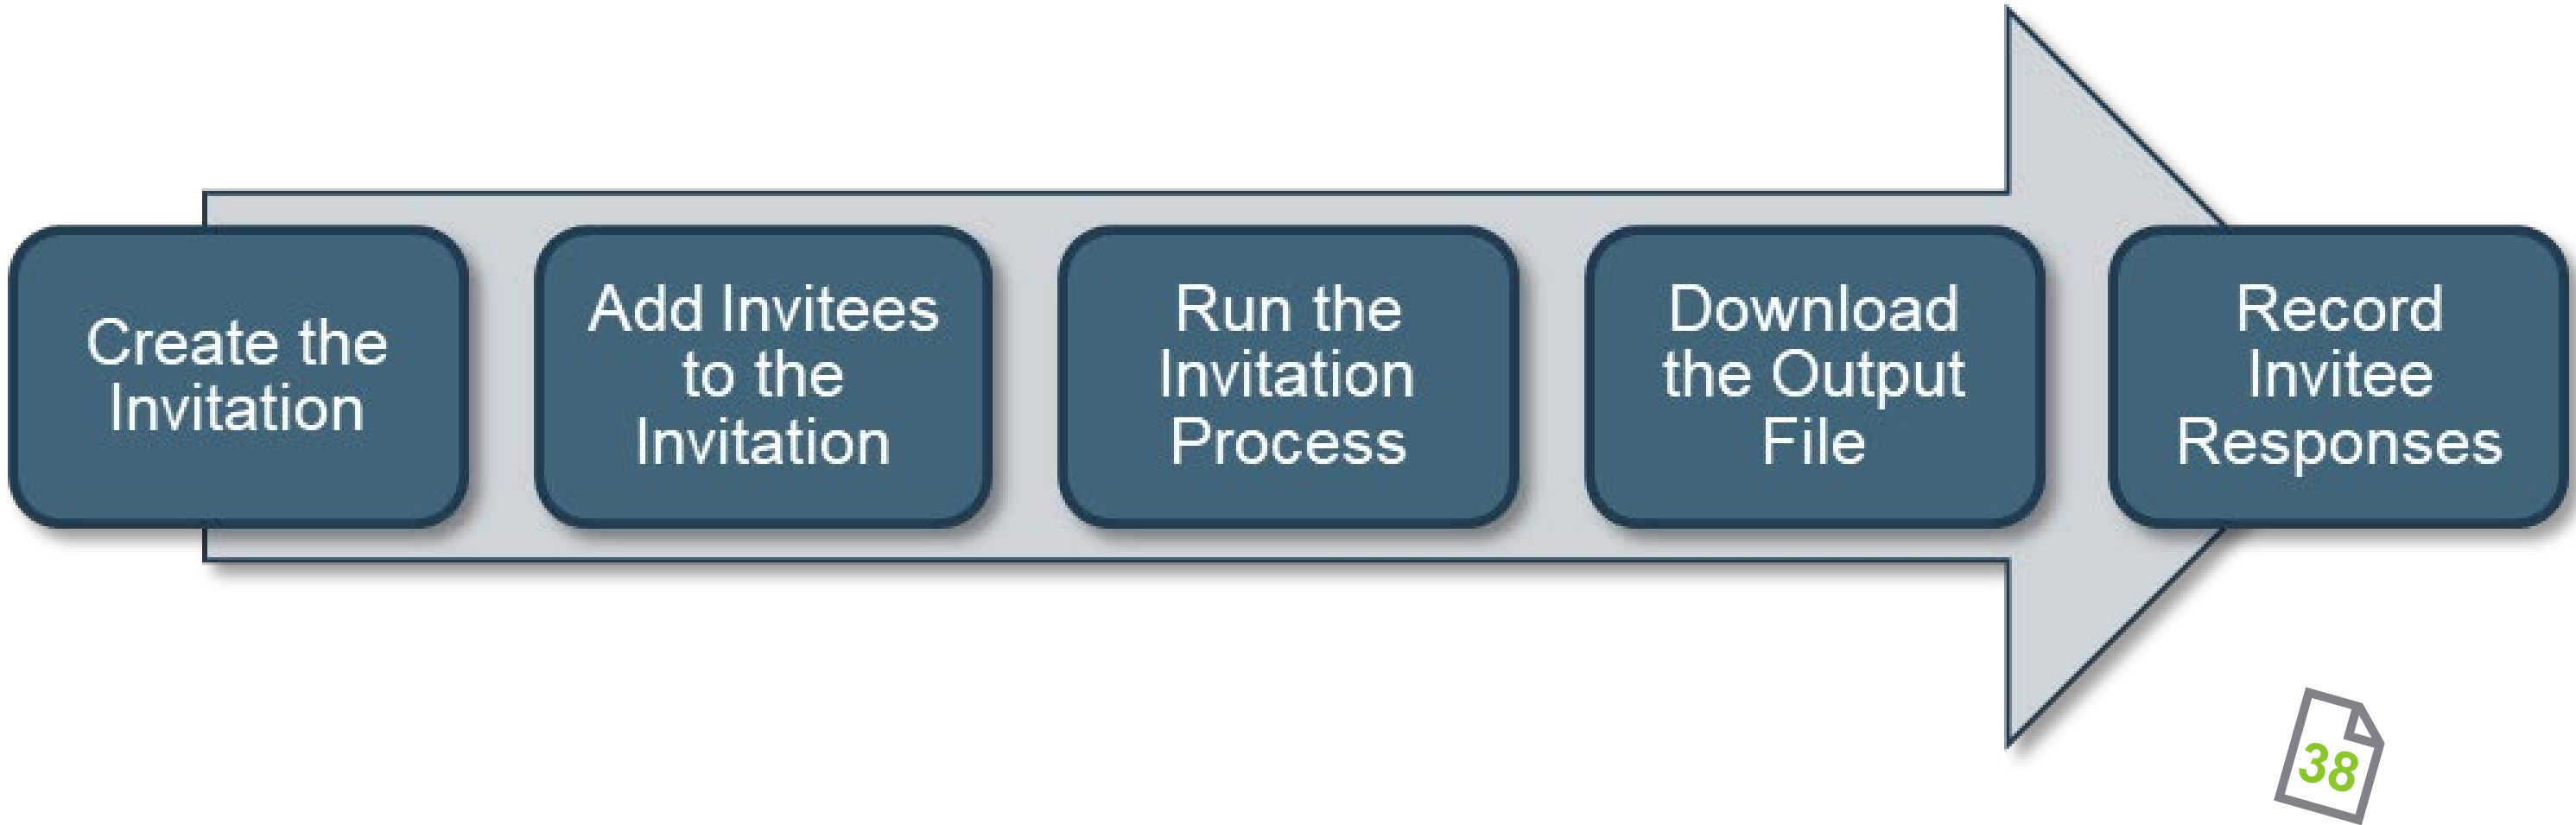 Create the
Invitation
Add Invitees
to the
Invitation
Run the
Invitation
Process
Download
the Output
File
Record
Invitee
Responses
38